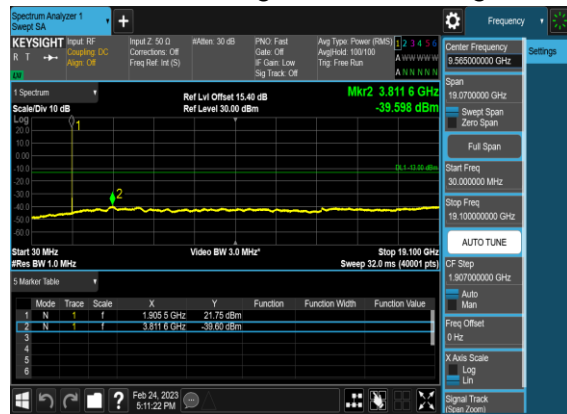 Spectrum Analyzer 1
Swept SA
Frequency
KEYSIGHT
R T
Input: RF
Coupling: DC
Align: Off
Input Z: 50 Ω
Corrections: Off
Freq Ref: Int (S)
#Atten: 30 dB
PNO: Fast
Gate: Off
IF Gain: Low
Sig Track: Off
Avg Type: Power (RMS)
Avg|Hold: 100/100
Trig: Free Run
1 2 3 4 5 6
A W W W W W
A N N N N N
1 Spectrum
Scale/Div 10 dB
Ref Lvl Offset 15.40 dB
Ref Level 30.00 dBm
Mkr2 3.811 6 GHz
-39.598 dBm
Log
20.0
10.0
0.00
-10.0
-20.0
-30.0
-40.0
-50.0
-60.0
1
2
DL1 -13.00 dBm
Start 30 MHz
#Res BW 1.0 MHz
Video BW 3.0 MHz*
Stop 19.100 GHz
Sweep 32.0 ms (40001 pts)
5 Marker Table
Mode Trace Scale X Y Function Function Width Function Value
1 N 1 f 1.905 5 GHz 21.75 dBm
2 N 1 f 3.811 6 GHz -39.60 dBm
3
4
5
6
Feb 24, 2023
5:11:22 PM
Center Frequency
9.565000000 GHz
Settings
Span
19.0700000 GHz
Swept Span
Zero Span
Full Span
Start Freq
30.000000 MHz
Stop Freq
19.100000000 GHz
AUTO TUNE
CF Step
1.907000000 GHz
Auto
Man
Freq Offset
0 Hz
X Axis Scale
Log
Lin
Signal Track
(Span Zoom)